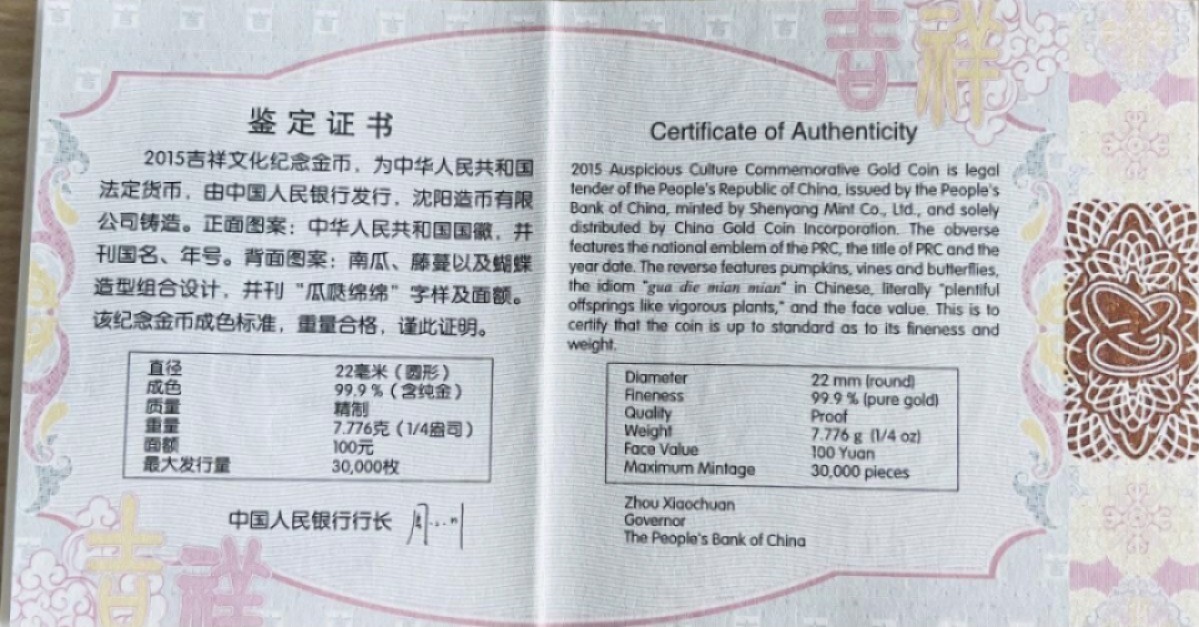 吉祥
鉴定证书
2015吉祥文化纪念金币，为中华人民共和国
法定货币，由中国人民银行发行，沈阳造币有限
公司铸造。正面图案：中华人民共和国国徽，并
刊国名、年号。背面图案：南瓜、藤蔓以及蝴蝶
造型组合设计，并刊“瓜瓞绵绵”字样及面额。
该纪念金币成色标准，重量合格，谨此证明。
直径 22毫米（圆形）
成色 99.9％（含纯金）
质量 精制
重量 7.776克（1/4盎司）
面额 100元
最大发行量 30,000枚
中国人民银行行长
吉祥
Certificate of Authenticity
2015 Auspicious Culture Commemorative Gold Coin is legal
tender of the People's Republic of China, issued by the People's
Bank of China, minted by Shenyang Mint Co., Ltd., and solely
distributed by China Gold Coin Incorporation. The obverse
features the national emblem of the PRC, the title of PRC and the
year date. The reverse features pumpkins, vines and butterflies,
the idiom "gua die mian mian" in Chinese, literally "plentiful
offsprings like vigorous plants," and the face value. This is to
certify that the coin is up to standard as to its fineness and
weight.
Diameter 22 mm (round)
Fineness 99.9 % (pure gold)
Quality Proof
Weight 7.776 g (1/4 oz)
Face Value 100 Yuan
Maximum Mintage 30,000 pieces
Zhou Xiaochuan
Governor
The People's Bank of China